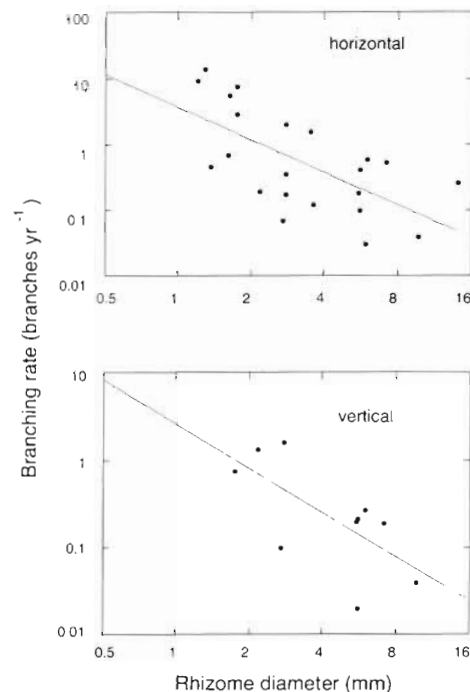 Branching rate (branches yr⁻¹)
100
horizontal
10
1
0.1
0.01
0.5 1 2 4 8 16
10
vertical
1
0.1
0.01
0.5 1 2 4 8 16
Rhizome diameter (mm)